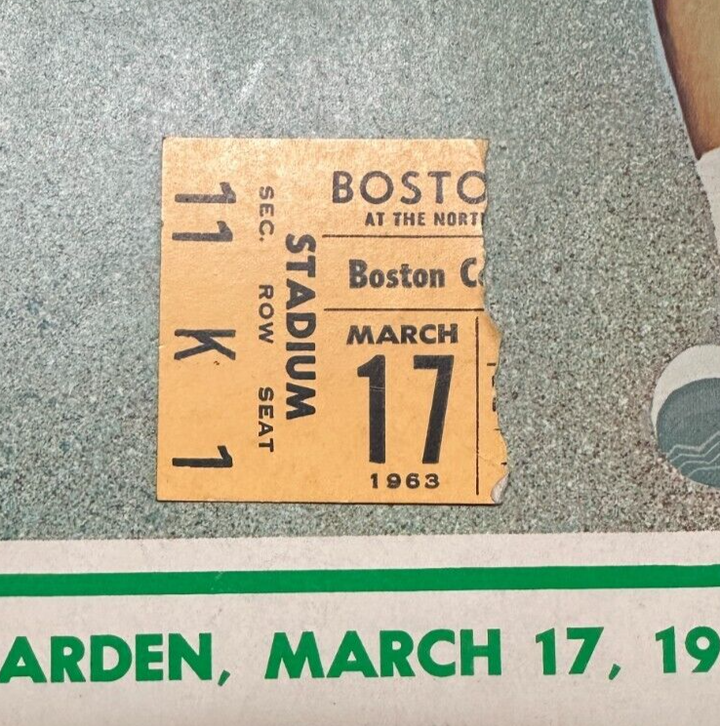 BOSTO
AT THE NORT
Boston C
MARCH
17
1963
STADIUM
SEC. ROW SEAT
11 K 1
ARDEN, MARCH 17, 19